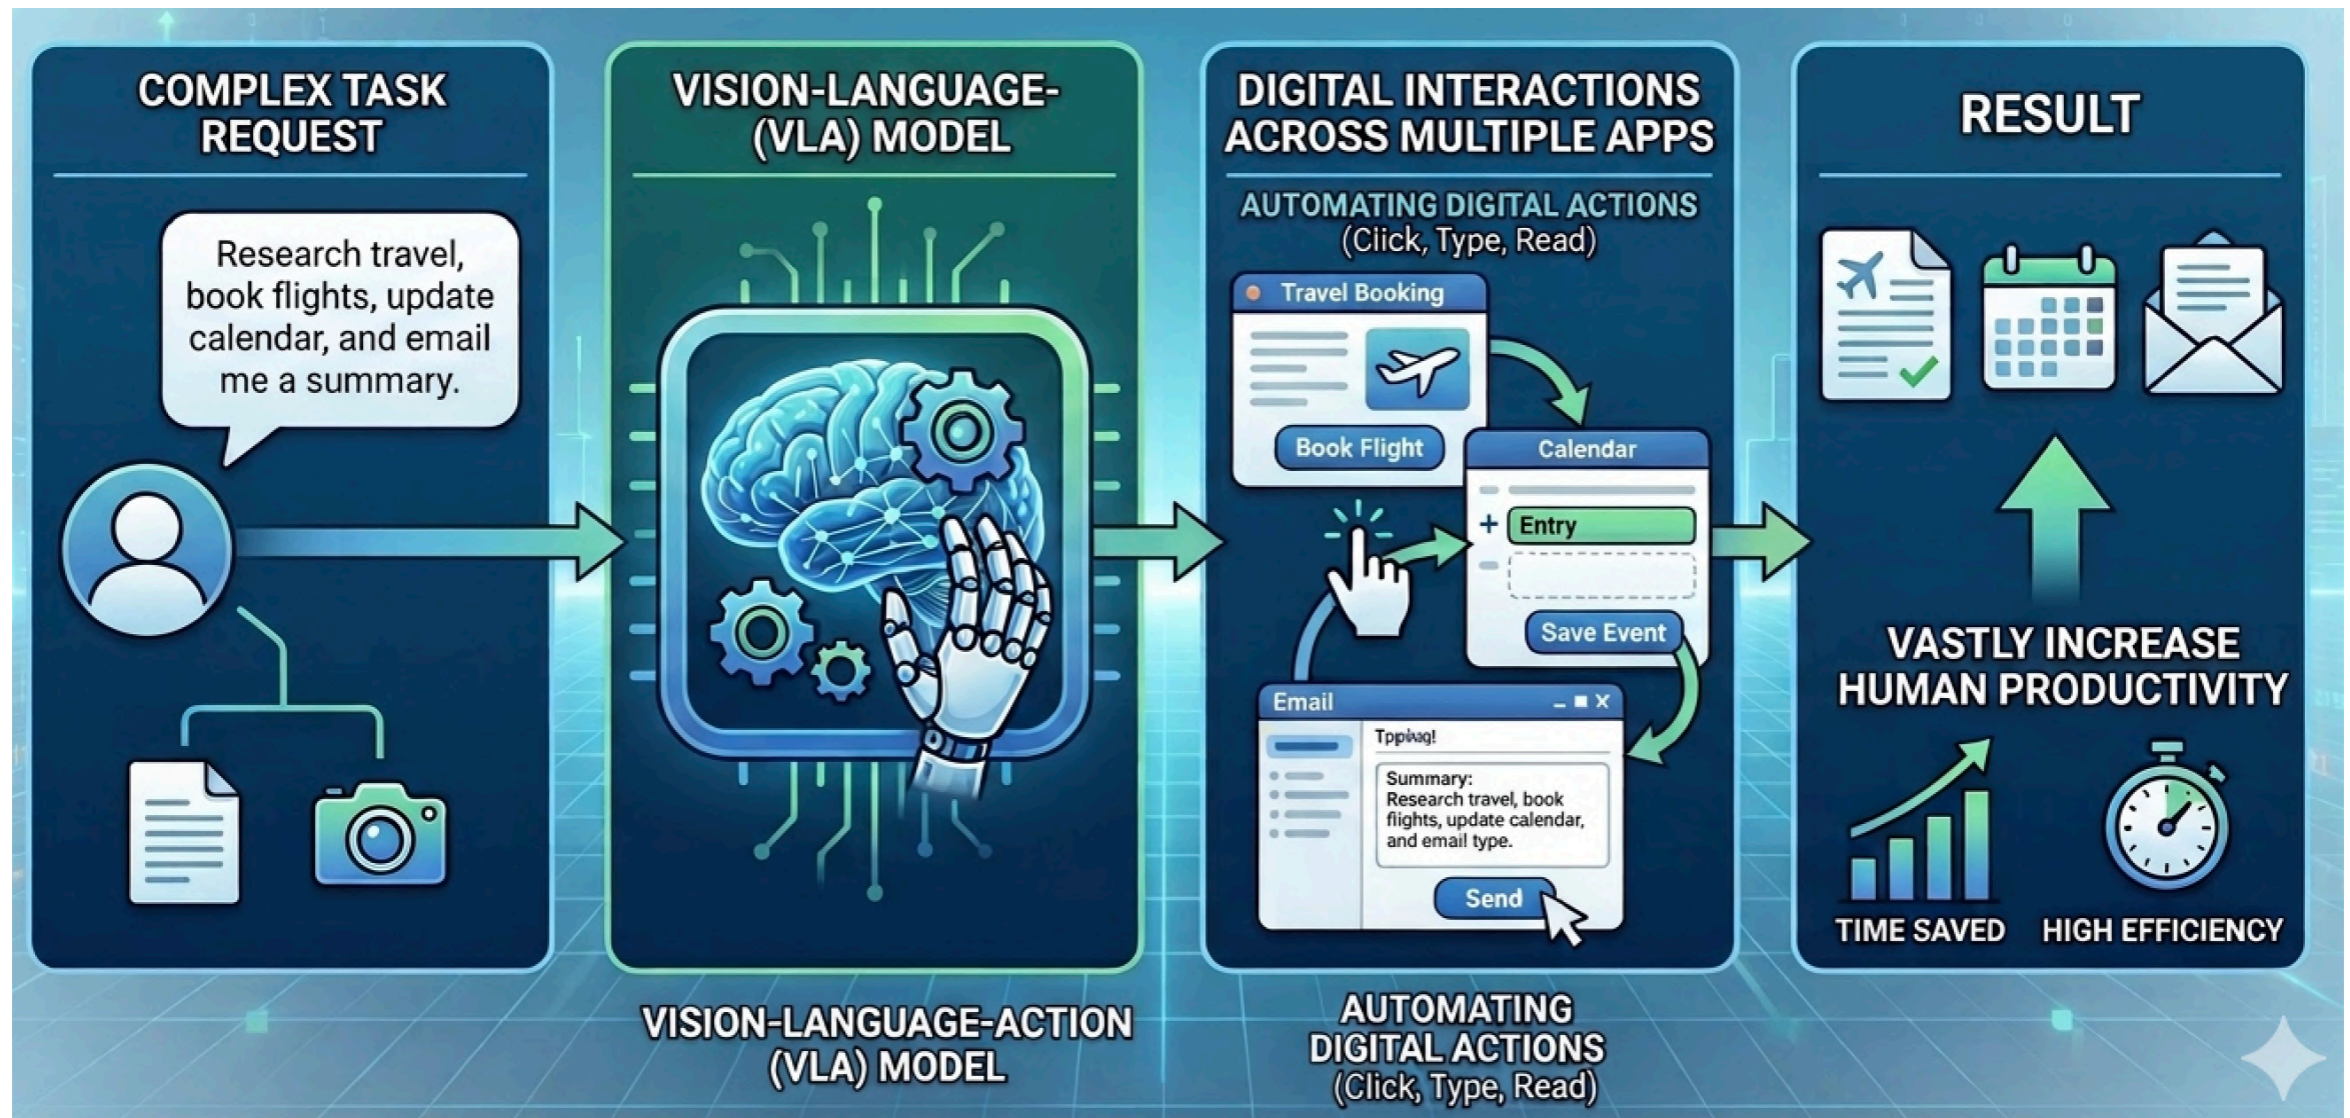 COMPLEX TASK
REQUEST
Research travel,
book flights, update
calendar, and email
me a summary.
VISION-LANGUAGE-
(VLA) MODEL
VISION-LANGUAGE-ACTION
(VLA) MODEL
DIGITAL INTERACTIONS
ACROSS MULTIPLE APPS
AUTOMATING DIGITAL ACTIONS
(Click, Type, Read)
Travel Booking
Book Flight
Calendar
+ Entry
Save Event
Email
Summary:
Research travel, book
flights, update calendar,
and email type.
Send
AUTOMATING
DIGITAL ACTIONS
(Click, Type, Read)
RESULT
VASTLY INCREASE
HUMAN PRODUCTIVITY
TIME SAVED
HIGH EFFICIENCY